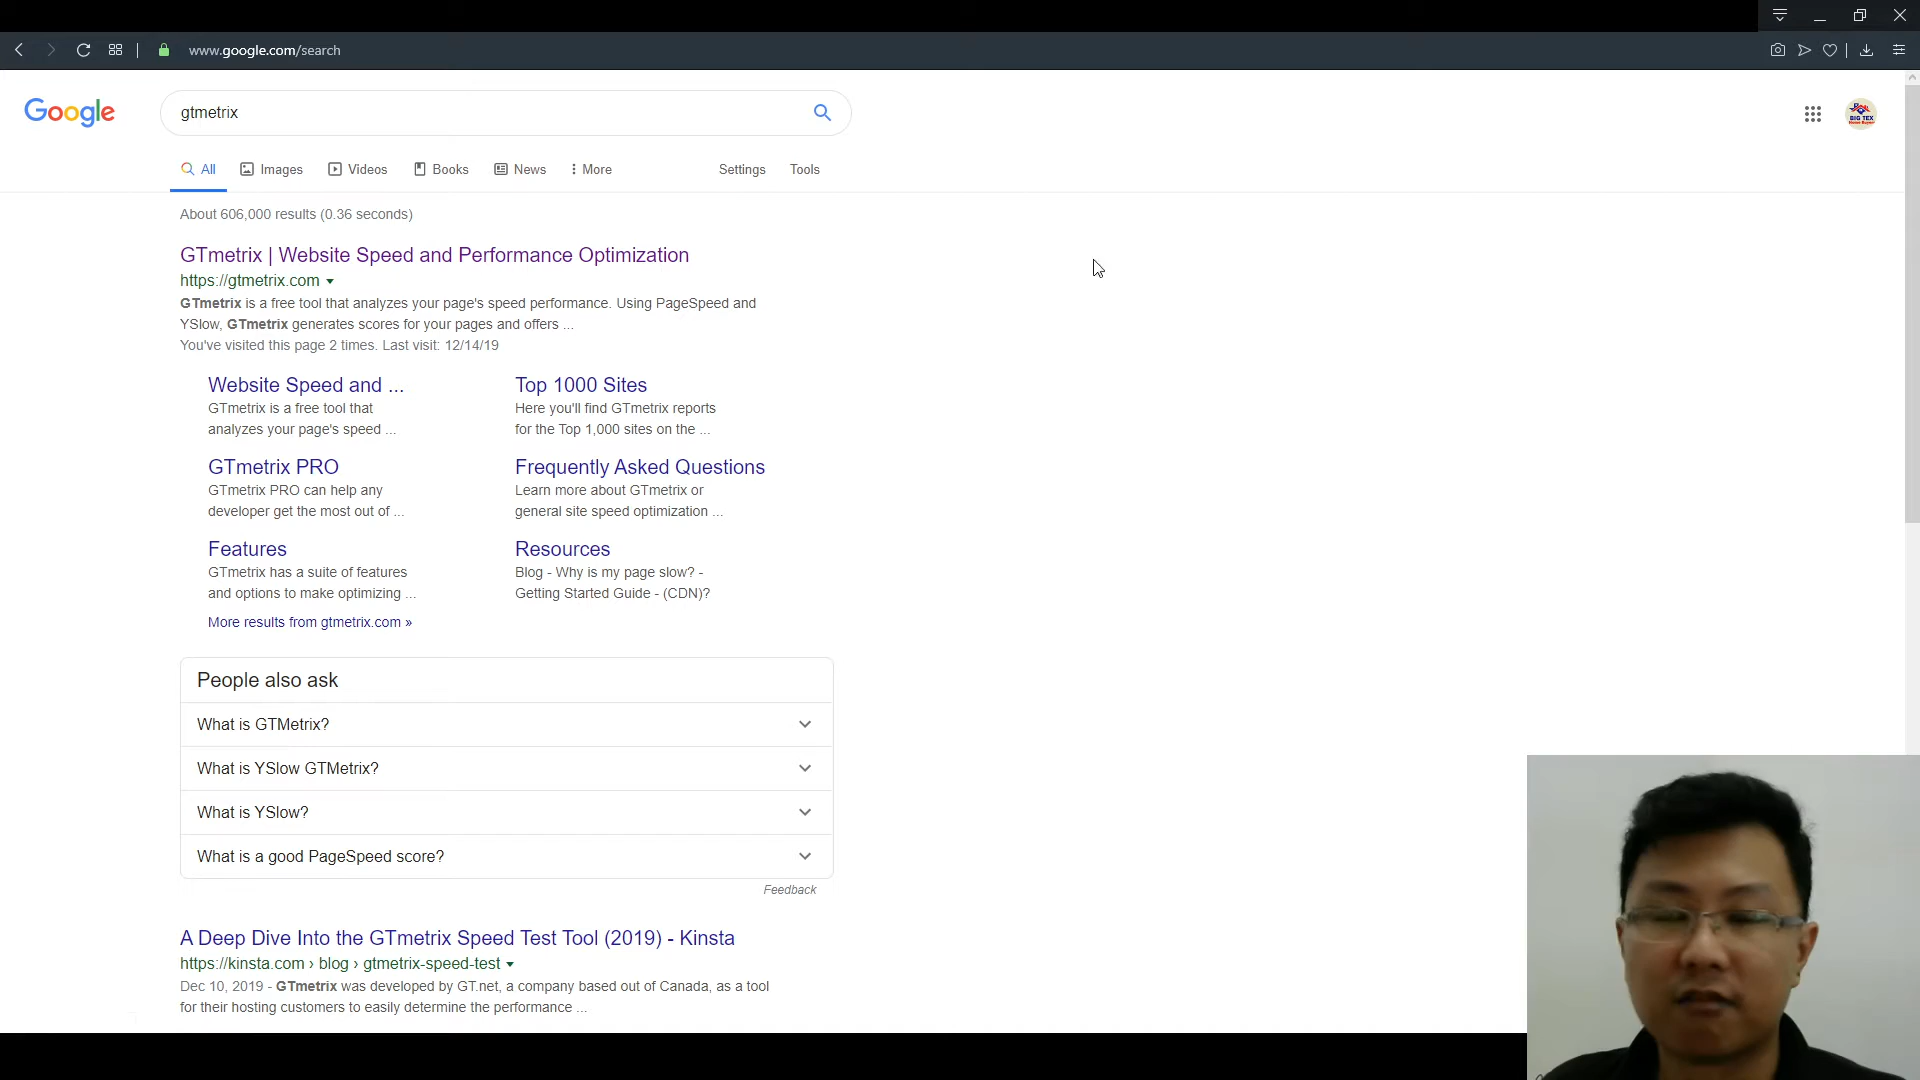 www.google.com/search
Google
gtmetrix
BIG TEX
Home Buyers
All
Images
Videos
Books
News
More
Settings
Tools
About 606,000 results (0.36 seconds)
GTmetrix | Website Speed and Performance Optimization
https://gtmetrix.com
GTmetrix is a free tool that analyzes your page's speed performance. Using PageSpeed and
YSlow, GTmetrix generates scores for your pages and offers ...
You've visited this page 2 times. Last visit: 12/14/19
Website Speed and ...
GTmetrix is a free tool that
analyzes your page's speed ...
Top 1000 Sites
Here you'll find GTmetrix reports
for the Top 1,000 sites on the ...
GTmetrix PRO
GTmetrix PRO can help any
developer get the most out of ...
Frequently Asked Questions
Learn more about GTmetrix or
general site speed optimization ...
Features
GTmetrix has a suite of features
and options to make optimizing ...
Resources
Blog - Why is my page slow? -
Getting Started Guide - (CDN)?
More results from gtmetrix.com »
People also ask
What is GTMetrix?
What is YSlow GTMetrix?
What is YSlow?
What is a good PageSpeed score?
Feedback
A Deep Dive Into the GTmetrix Speed Test Tool (2019) - Kinsta
https://kinsta.com › blog › gtmetrix-speed-test
Dec 10, 2019 - GTmetrix was developed by GT.net, a company based out of Canada, as a tool
for their hosting customers to easily determine the performance ...